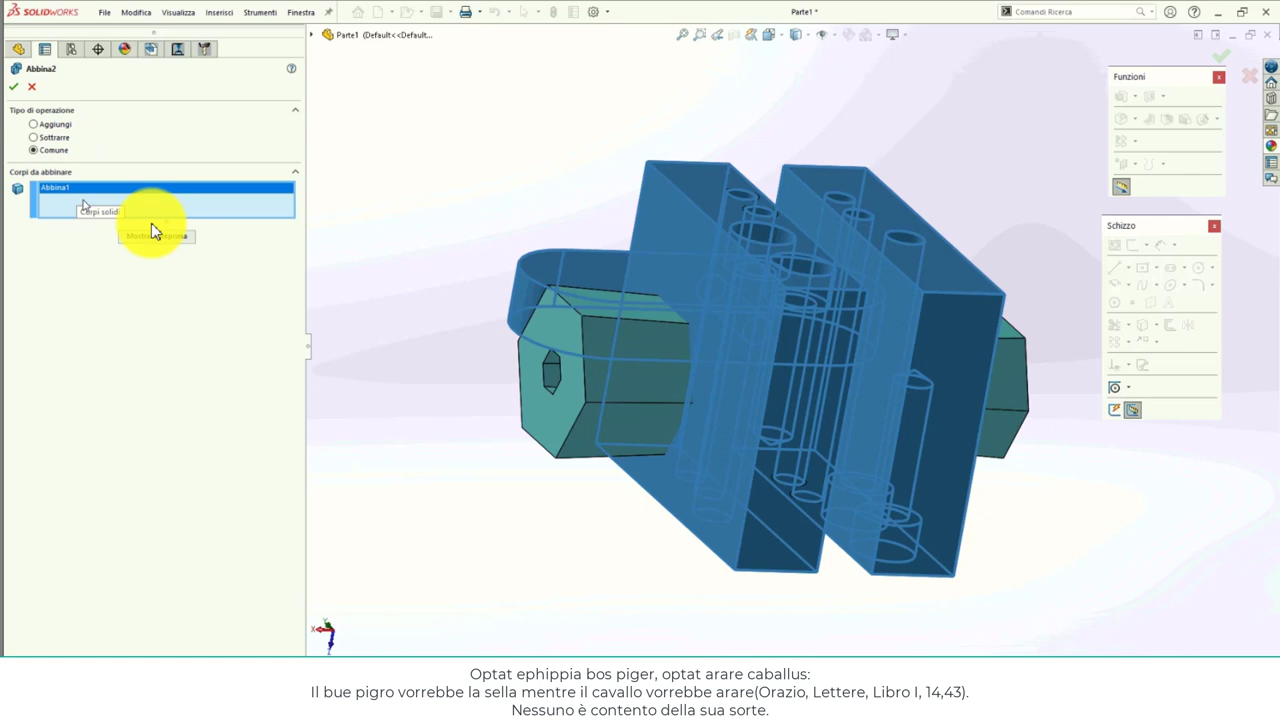 SOLIDWORKS
File
Modifica
Visualizza
Inserisci
Strumenti
Finestra
Parte1 *
Comandi Ricerca
Parte1 (Default<<Default...
Abbina2
Tipo di operazione
Aggiungi
Sottrarre
Comune
Corpi da abbinare
Abbina1
Corpi solidi
Funzioni
Schizzo
X
Optat ephippia bos piger, optat arare caballus:
Il bue pigro vorrebbe la sella mentre il cavallo vorrebbe arare(Orazio, Lettere, Libro I, 14,43).
Nessuno è contento della sua sorte.